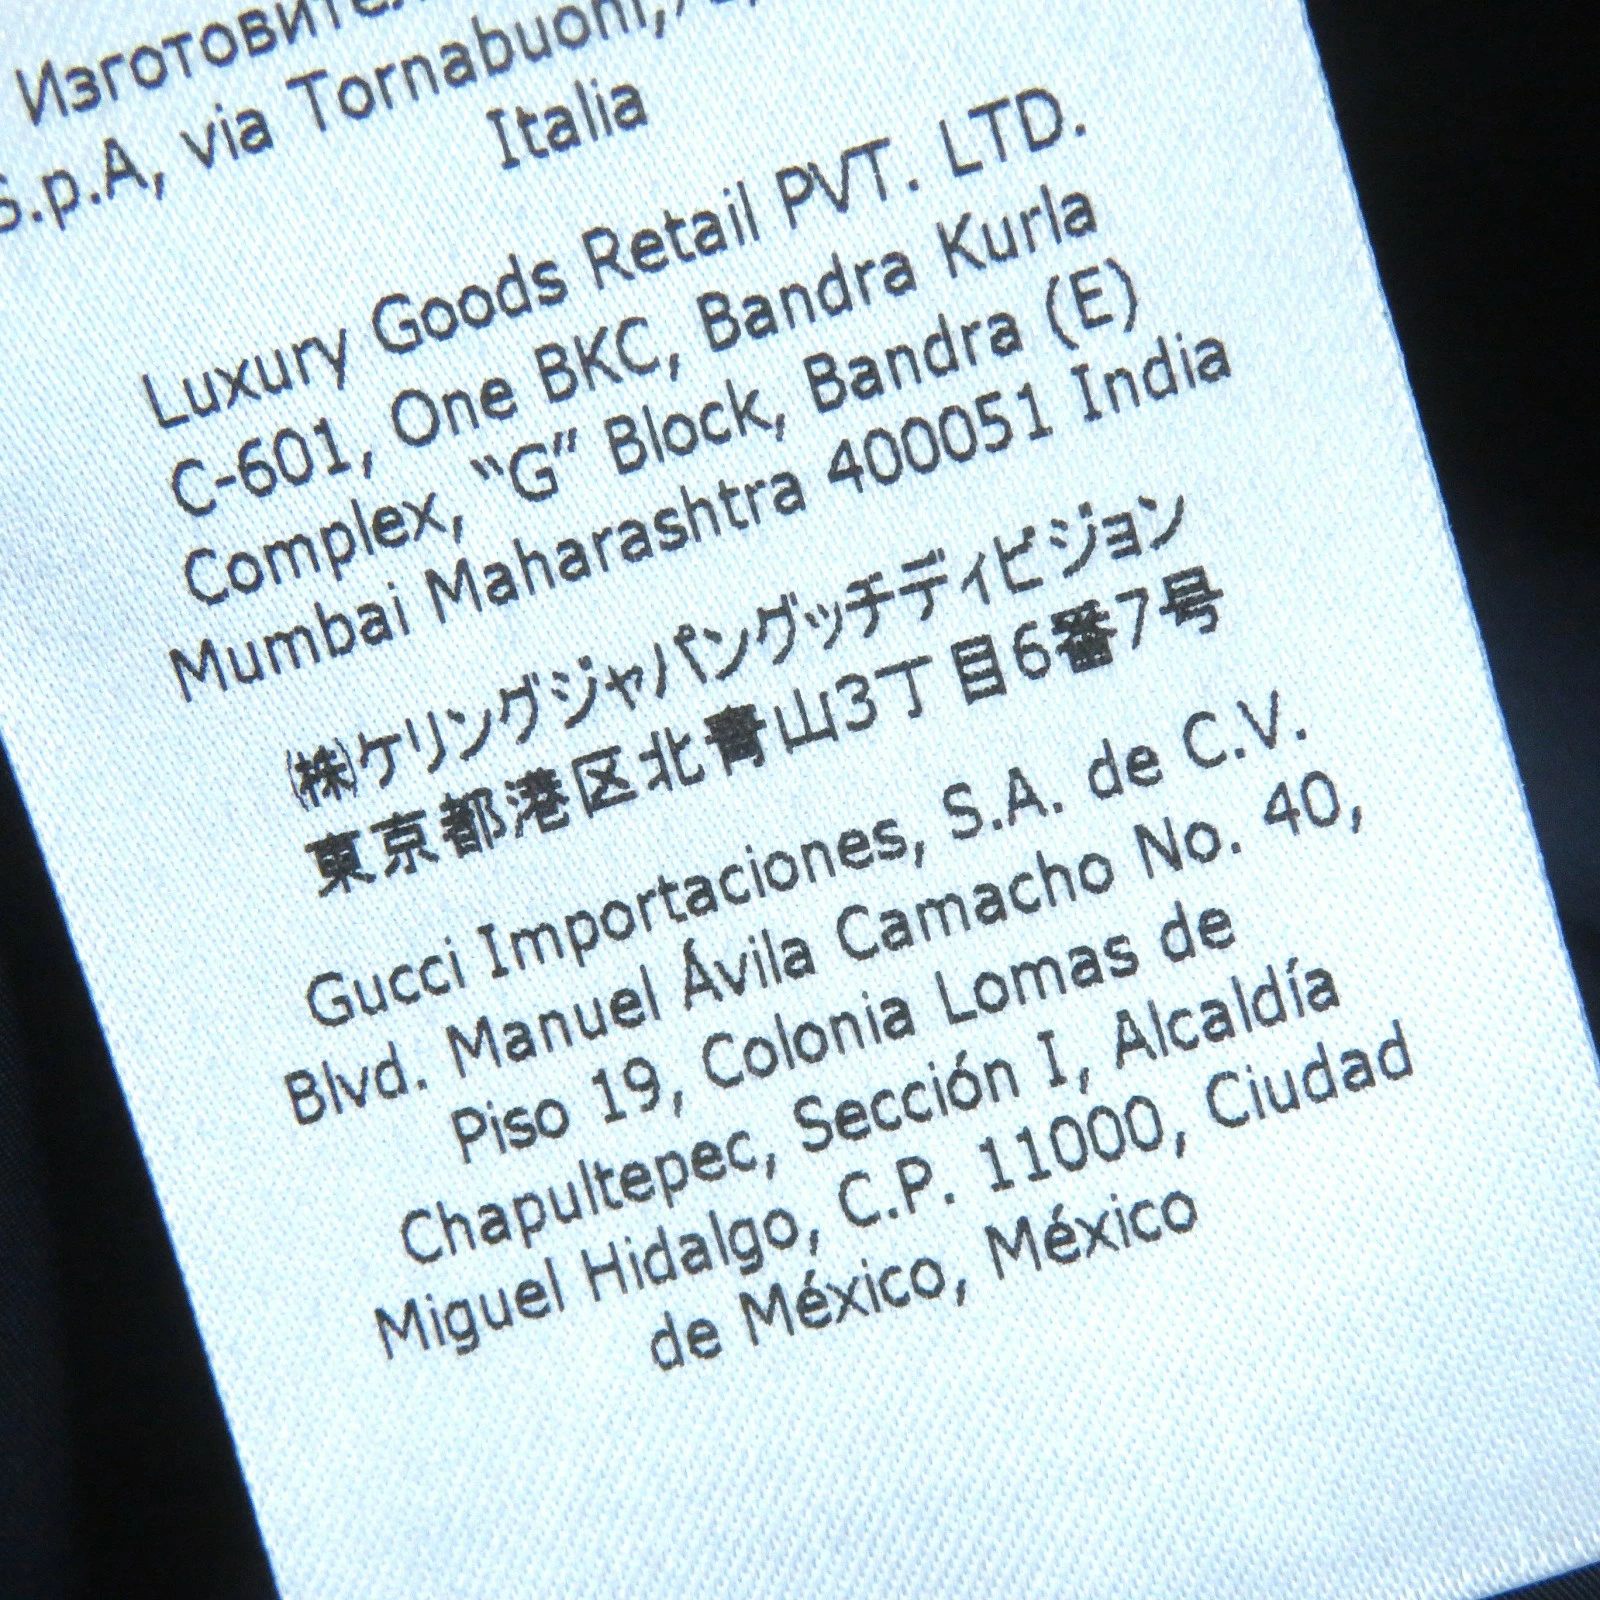 S.p.A, via Tornabuoni,
Italia
Luxury Goods Retail PVT. LTD.
C-601, One BKC, Bandra Kurla
Complex, “G” Block, Bandra (E)
Mumbai Maharashtra 400051 India
㈱ケリングジャパングッチディビジョン
東京都港区北青山3丁目6番7号
Gucci Importaciones, S.A. de C.V.
Blvd. Manuel Ávila Camacho No. 40,
Piso 19, Colonia Lomas de
Chapultepec, Sección I, Alcaldía
Miguel Hidalgo, C.P. 11000, Ciudad
de México, México